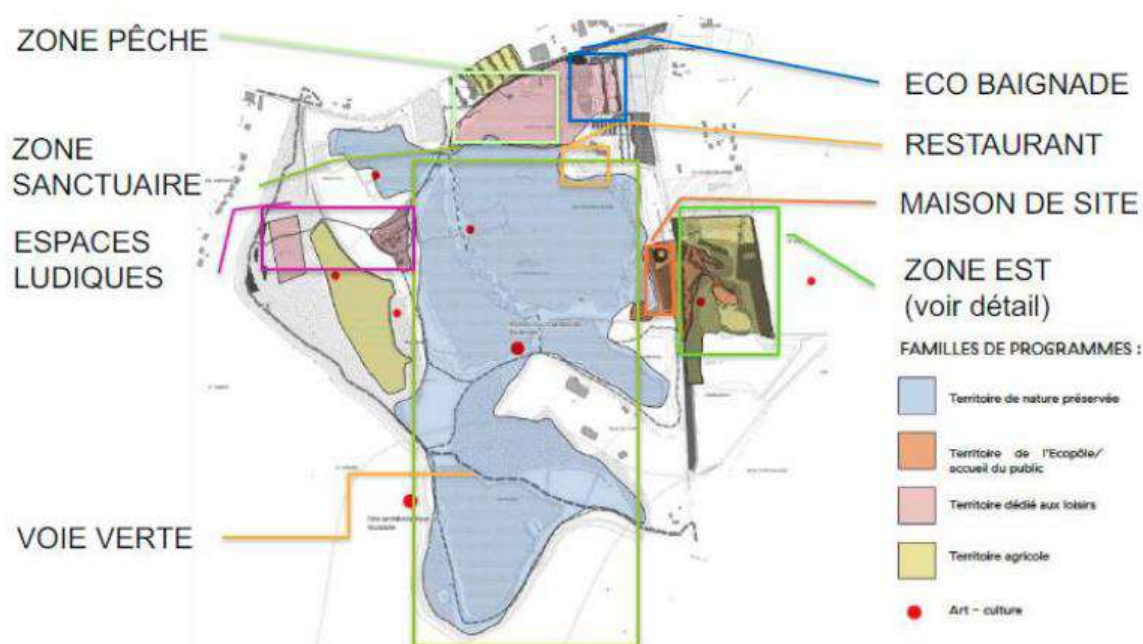 ZONE PÊCHE
ECO BAIGNADE
RESTAURANT
ZONE
SANCTUAIRE
MAISON DE SITE
ESPACES
LUDIQUES
ZONE EST
(voir détail)
FAMILLES DE PROGRAMMES :
Territoire de nature préservée
Territoire de l'Ecopôle/
accueil du public
Territoire dédié aux loisirs
VOIE VERTE
Territoire agricole
Art – culture